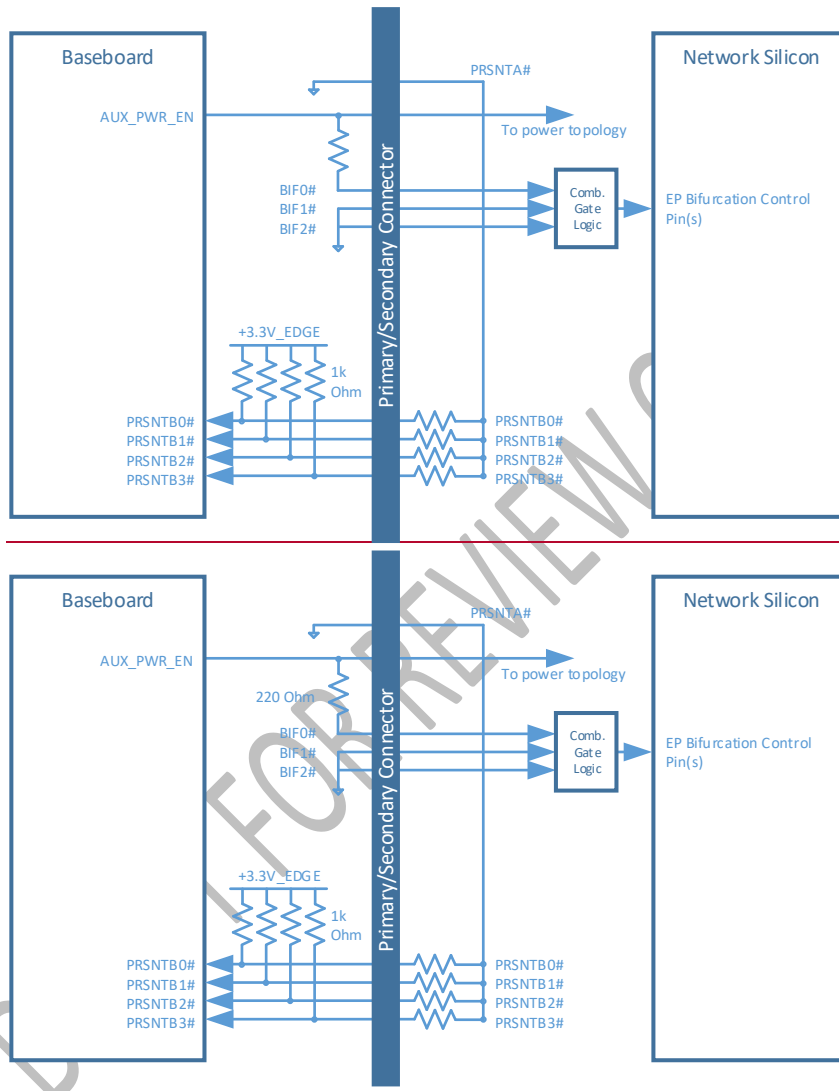 Baseboard
Network Silicon
PRSNTA#
AUX_PWR_EN
To power topology
BIF0#
BIF1#
BIF2#
Comb.
Gate
Logic
EP Bifurcation Control
Pin(s)
Primary/Secondary Connector
+3.3V_EDGE
1k
Ohm
PRSNTB0#
PRSNTB1#
PRSNTB2#
PRSNTB3#
PRSNTB0#
PRSNTB1#
PRSNTB2#
PRSNTB3#
Baseboard
Network Silicon
PRSNTA#
AUX_PWR_EN
To power topology
220 Ohm
BIF0#
BIF1#
BIF2#
Comb.
Gate
Logic
EP Bifurcation Control
Pin(s)
Primary/Secondary Connector
+3.3V_EDGE
1k
Ohm
PRSNTB0#
PRSNTB1#
PRSNTB2#
PRSNTB3#
PRSNTB0#
PRSNTB1#
PRSNTB2#
PRSNTB3#
FOR REVIEW